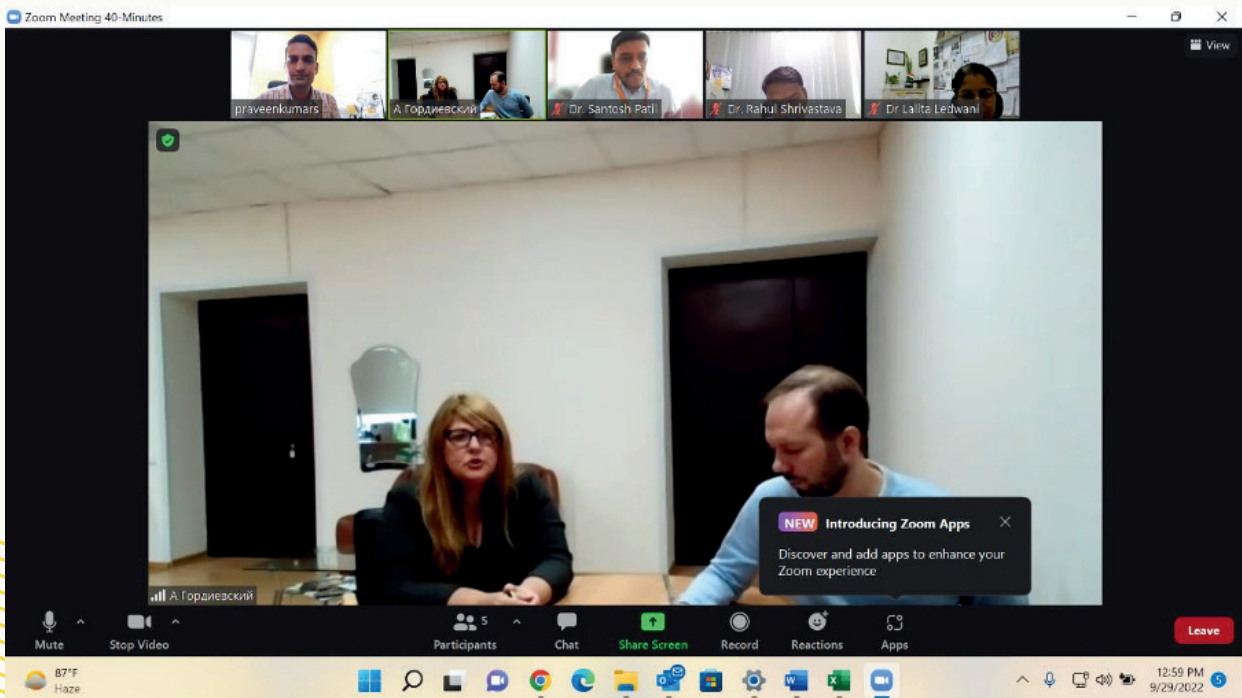 Zoom Meeting 40-Minutes
View
praveenkumars
А Гордиевский
Dr. Santosh Patil
Dr. Rahul Shrivastava
Dr Lalita Ledwani
NEW Introducing Zoom Apps
Discover and add apps to enhance your
Zoom experience
А Гордиевский
5
Mute
Stop Video
Participants
Chat
Share Screen
Record
Reactions
Apps
Leave
87°F
Haze
12:59 PM
9/29/2022
5